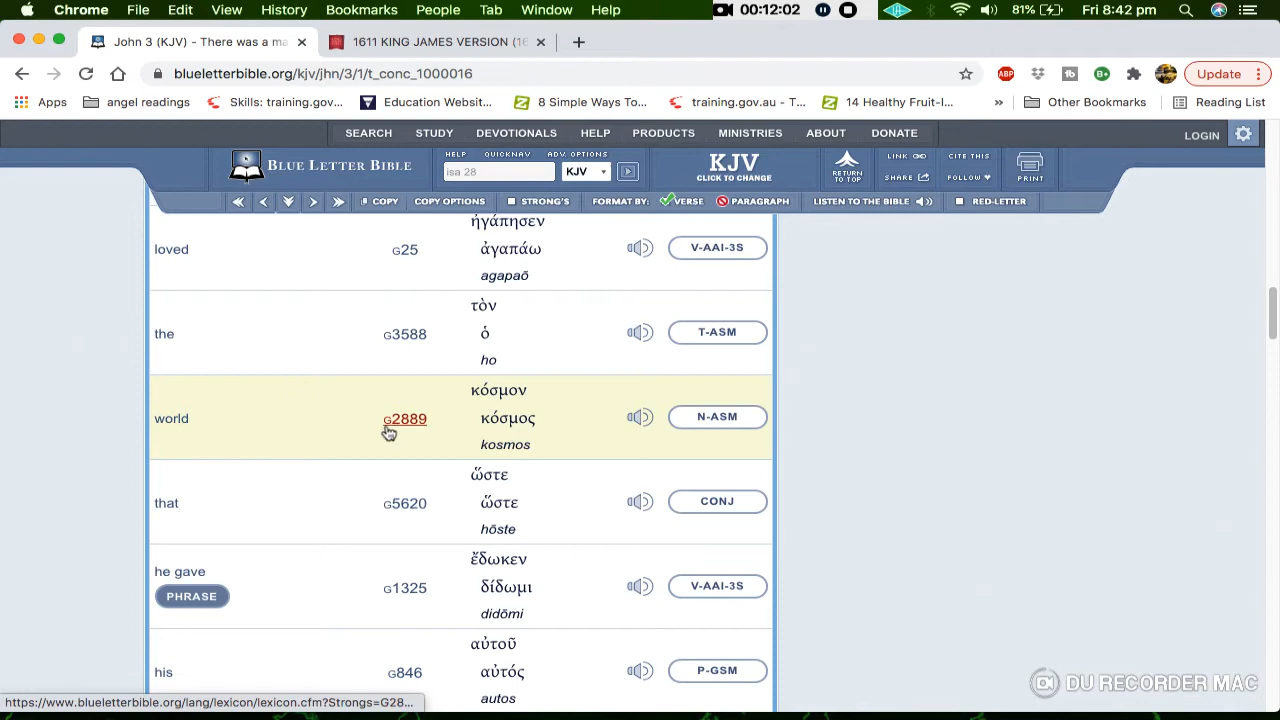 Chrome File Edit View History Bookmarks People Tab Window Help 00:12:02 81% Fri 8:42 pm
John 3 (KJV) - There was a ma 1611 KING JAMES VERSION (16
blueletterbible.org/kjv/jhn/3/1/t_conc_1000016 ABP tb B+ Update
Apps angel readings Skills: training.gov... Education Websit... 8 Simple Ways To... training.gov.au - T... 14 Healthy Fruit-I... » Other Bookmarks Reading List
SEARCH STUDY DEVOTIONALS HELP PRODUCTS MINISTRIES ABOUT DONATE LOGIN
BLUE LETTER BIBLE
HELP QUICKNAV ADV. OPTIONS
isa 28 KJV
KJV
CLICK TO CHANGE
RETURN
TO TOP
LINK CITE THIS
SHARE FOLLOW
PRINT
COPY COPY OPTIONS STRONG'S FORMAT BY: VERSE PARAGRAPH LISTEN TO THE BIBLE RED-LETTER
ἠγάπησεν
loved G25 ἀγαπάω V-AAI-3S
agapaō
τὸν
the G3588 ὁ T-ASM
ho
κόσμον
world G2889 κόσμος N-ASM
kosmos
ὥστε
that G5620 ὥστε CONJ
hōste
ἔδωκεν
he gave G1325 δίδωμι V-AAI-3S
PHRASE didōmi
αὐτοῦ
his G846 αὐτός P-GSM
autos
https://www.blueletterbible.org/lang/lexicon/lexicon.cfm?Strongs=G28...
DU RECORDER MAC